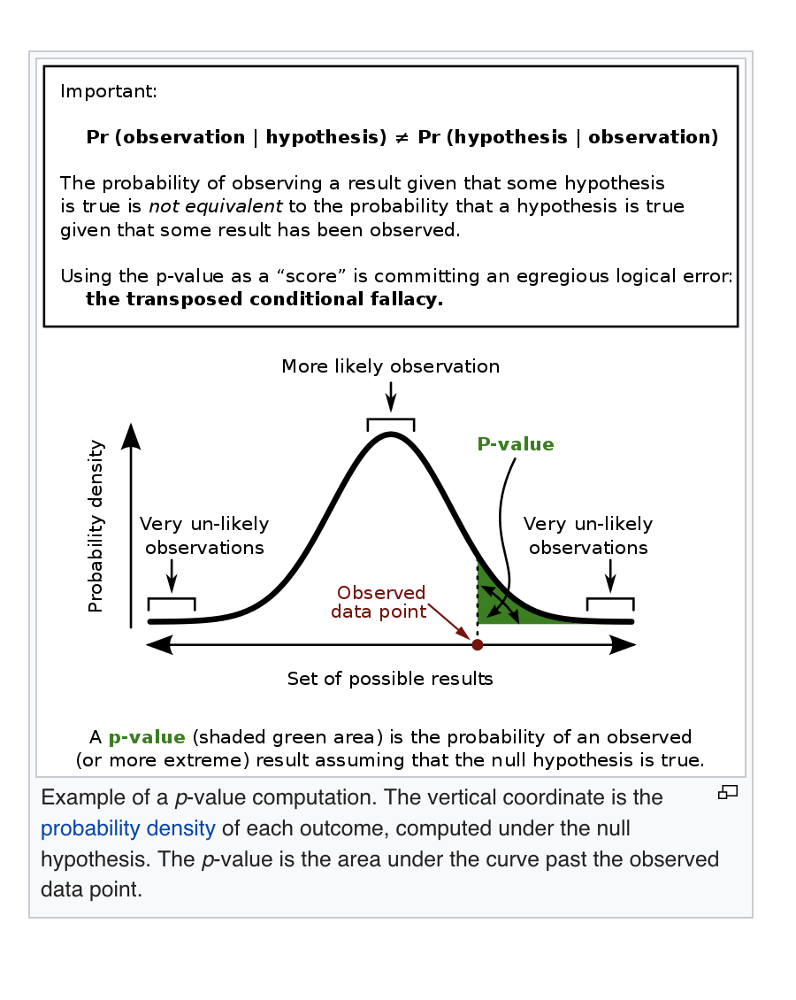 Important:
Pr (observation | hypothesis) ≠ Pr (hypothesis | observation)
The probability of observing a result given that some hypothesis
is true is not equivalent to the probability that a hypothesis is true
given that some result has been observed.
Using the p-value as a “score” is committing an egregious logical error:
the transposed conditional fallacy.
More likely observation
P-value
Probability density
Very un-likely
observations
Very un-likely
observations
Observed
data point
Set of possible results
A p-value (shaded green area) is the probability of an observed
(or more extreme) result assuming that the null hypothesis is true.
Example of a p-value computation. The vertical coordinate is the
probability density of each outcome, computed under the null
hypothesis. The p-value is the area under the curve past the observed
data point.